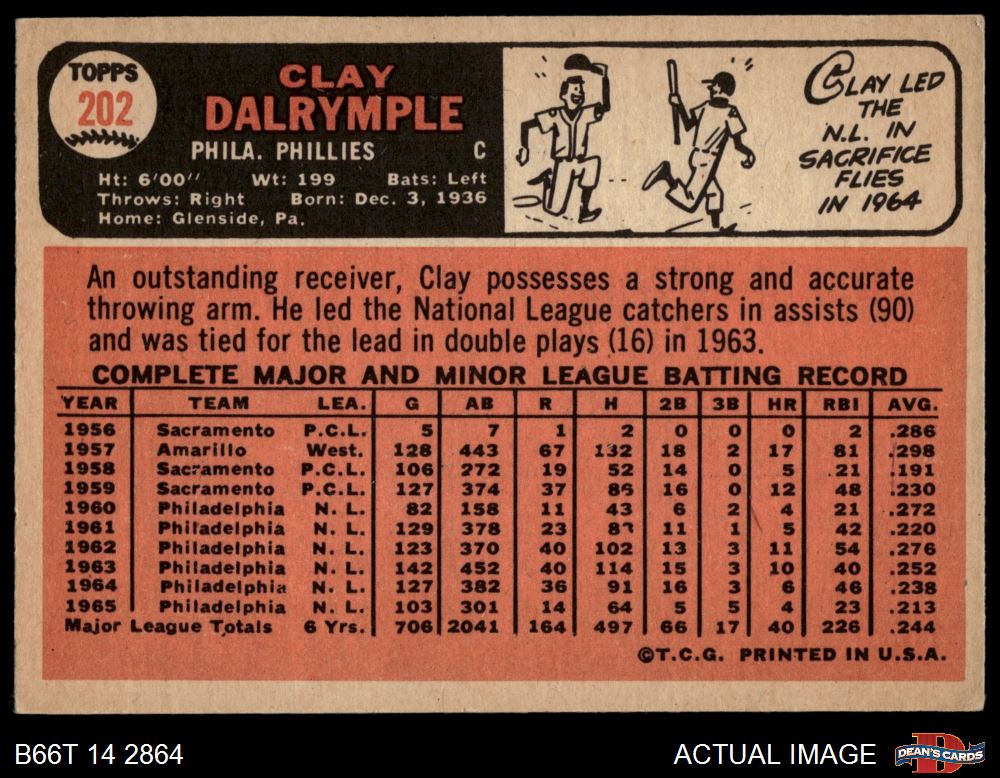 TOPPS
202
CLAY
DALRYMPLE
PHILA. PHILLIES C
Ht: 6'00" Wt: 199 Bats: Left
Throws: Right Born: Dec. 3, 1936
Home: Glenside, Pa.
CLAY LED
THE
N.L. IN
SACRIFICE
FLIES
IN 1964
An outstanding receiver, Clay possesses a strong and accurate
throwing arm. He led the National League catchers in assists (90)
and was tied for the lead in double plays (16) in 1963.
COMPLETE MAJOR AND MINOR LEAGUE BATTING RECORD
YEAR TEAM LEA. G AB R H 2B 3B HR RBI AVG.
1956 Sacramento P.C.L. 5 7 1 2 0 0 0 2 .286
1957 Amarillo West. 128 443 67 132 18 2 17 81 .298
1958 Sacramento P.C.L. 106 272 19 52 14 0 5 21 .191
1959 Sacramento P.C.L. 127 374 37 86 16 0 12 48 .230
1960 Philadelphia N. L. 82 158 11 43 6 2 4 21 .272
1961 Philadelphia N. L. 129 378 23 83 11 1 5 42 .220
1962 Philadelphia N. L. 123 370 40 102 13 3 11 54 .276
1963 Philadelphia N. L. 142 452 40 114 15 3 10 40 .252
1964 Philadelphia N. L. 127 382 36 91 16 3 6 46 .238
1965 Philadelphia N. L. 103 301 14 64 5 5 4 23 .213
Major League Totals 6 Yrs. 706 2041 164 497 66 17 40 226 .244
©T.C.G. PRINTED IN U.S.A.
B66T 14 2864
ACTUAL IMAGE
DEAN'S CARDS